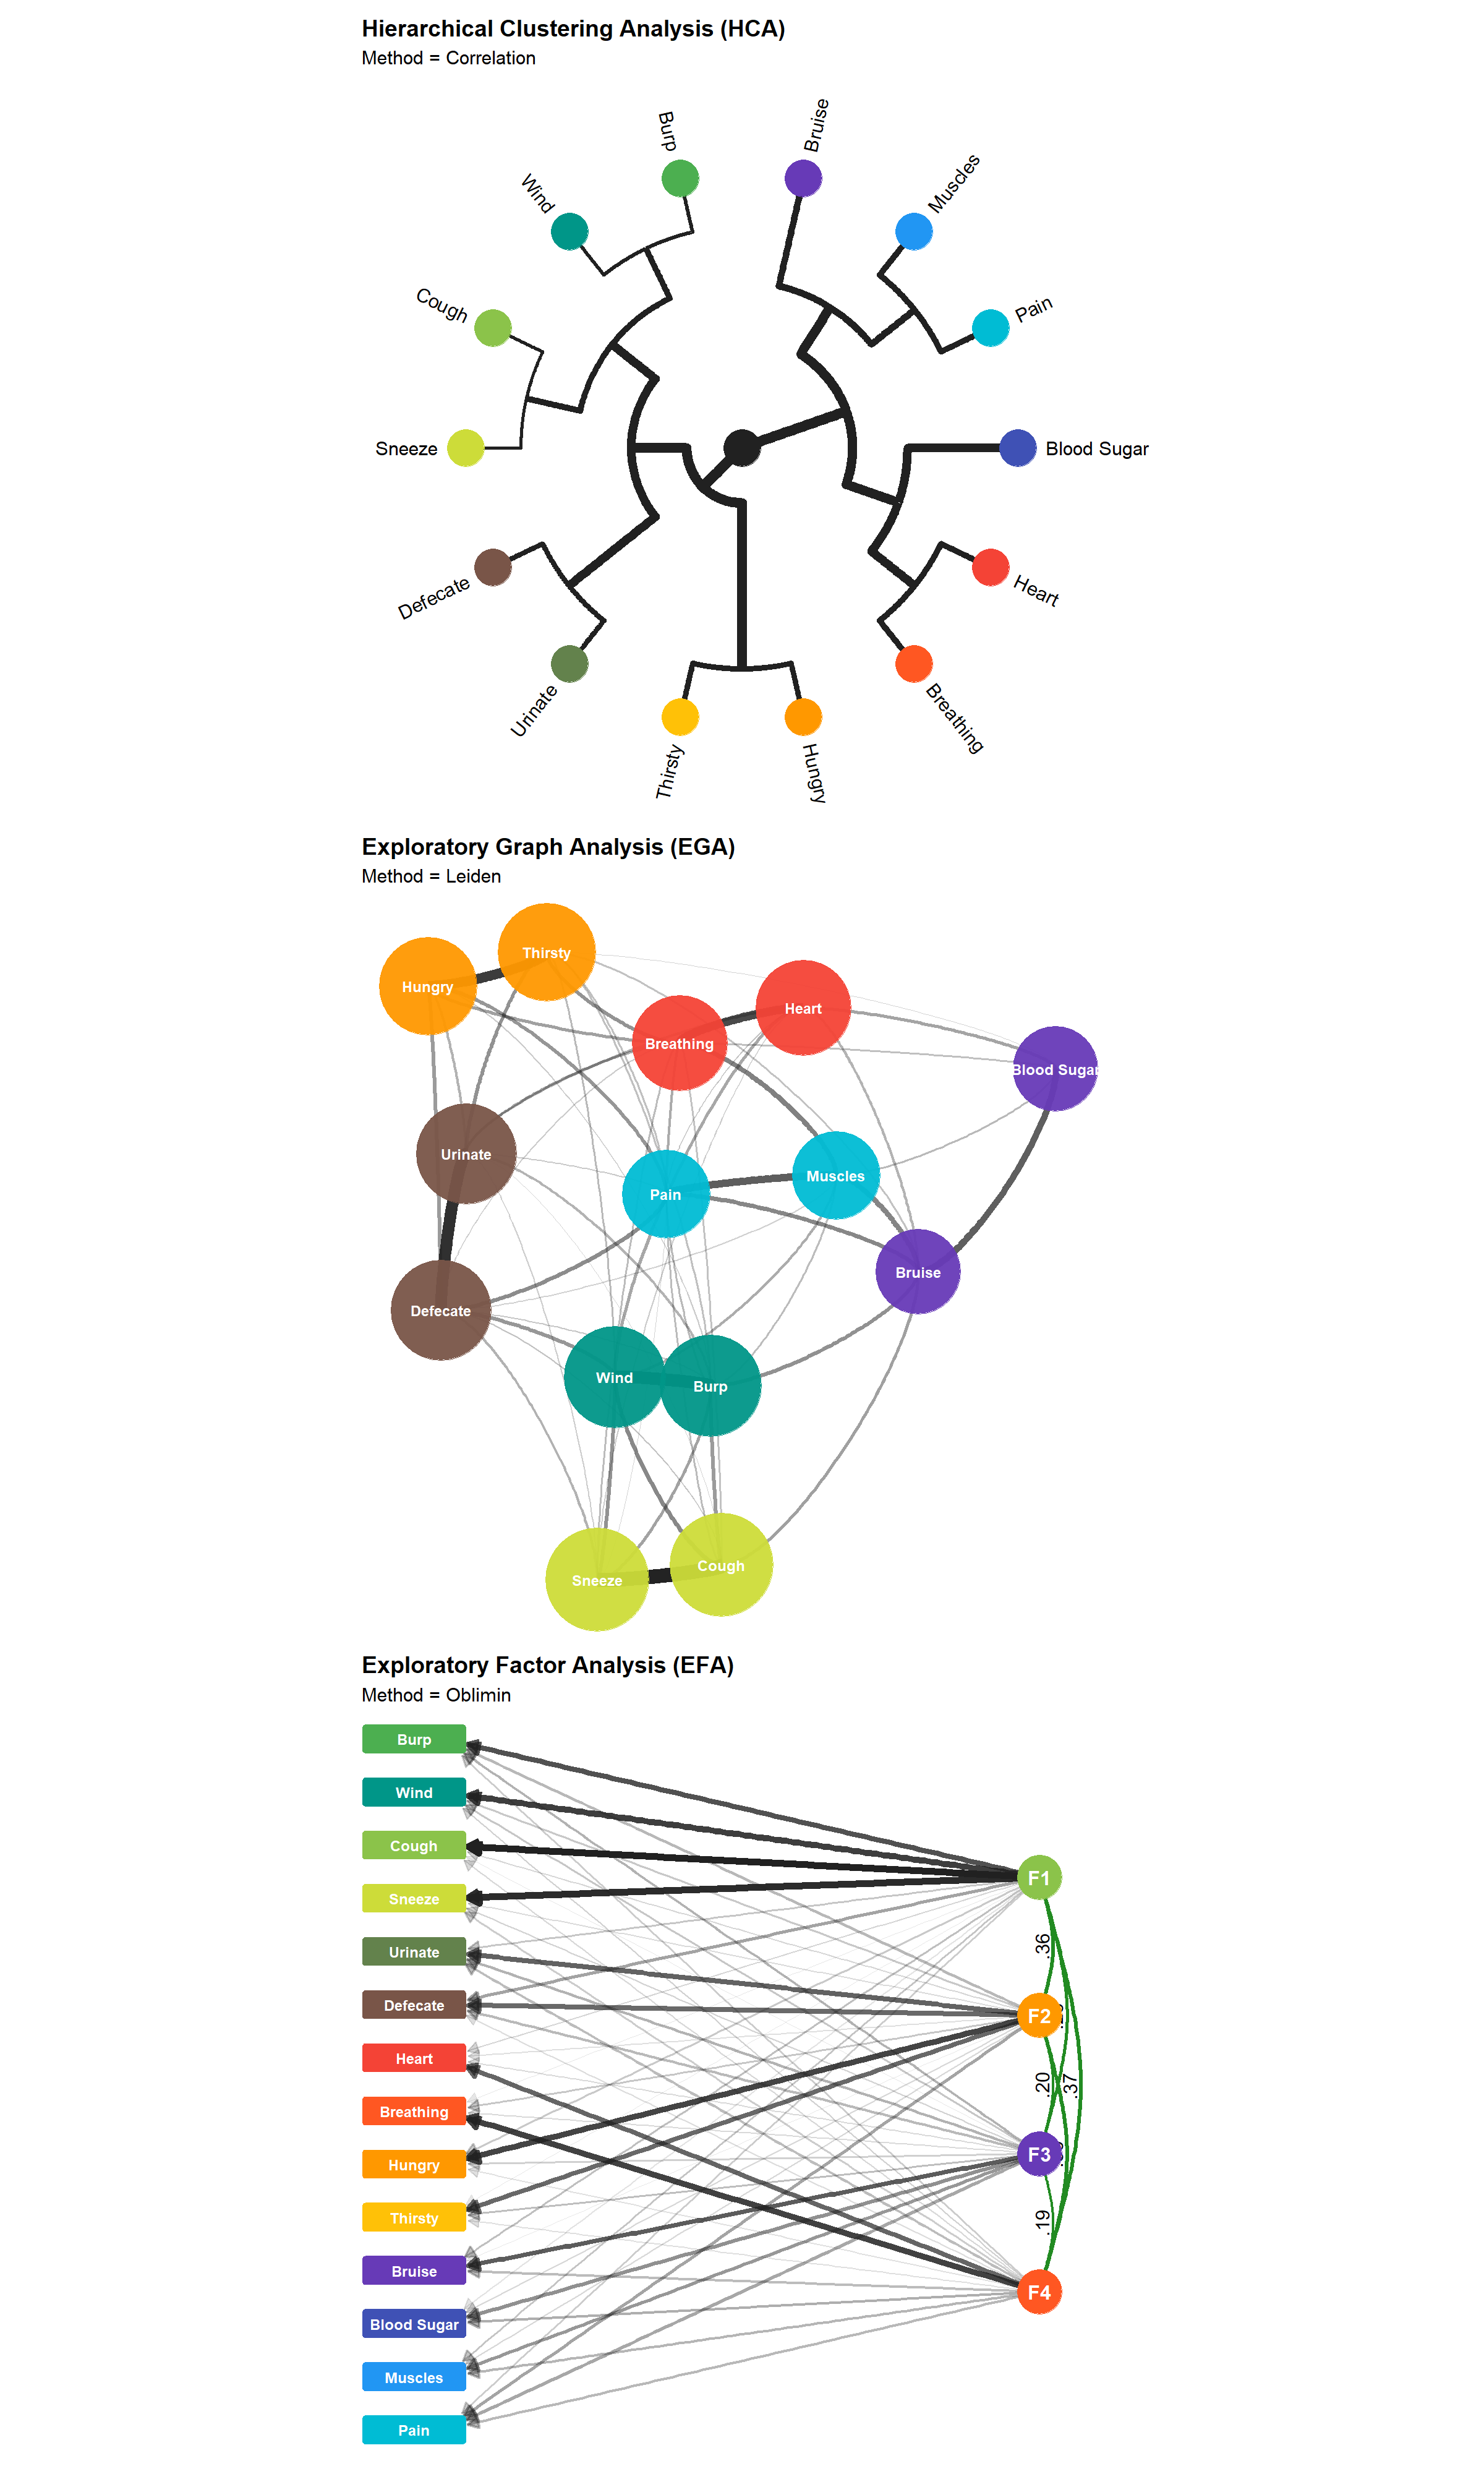 Hierarchical Clustering Analysis (HCA)
Method = Correlation
Burp
Bruise
Wind
Muscles
Cough
Pain
Sneeze
Blood Sugar
Defecate
Heart
Urinate
Breathing
Thirsty
Hungry
Exploratory Graph Analysis (EGA)
Method = Leiden
Thirsty
Hungry
Heart
Breathing
Blood Sugar
Urinate
Muscles
Pain
Bruise
Defecate
Wind
Burp
Cough
Sneeze
Exploratory Factor Analysis (EFA)
Method = Oblimin
Burp
Wind
Cough
F1
Sneeze
.36
Urinate
Defecate
F2
Heart
.20
.37
Breathing
F3
Hungry
Thirsty
.19
Bruise
F4
Blood Sugar
Muscles
Pain